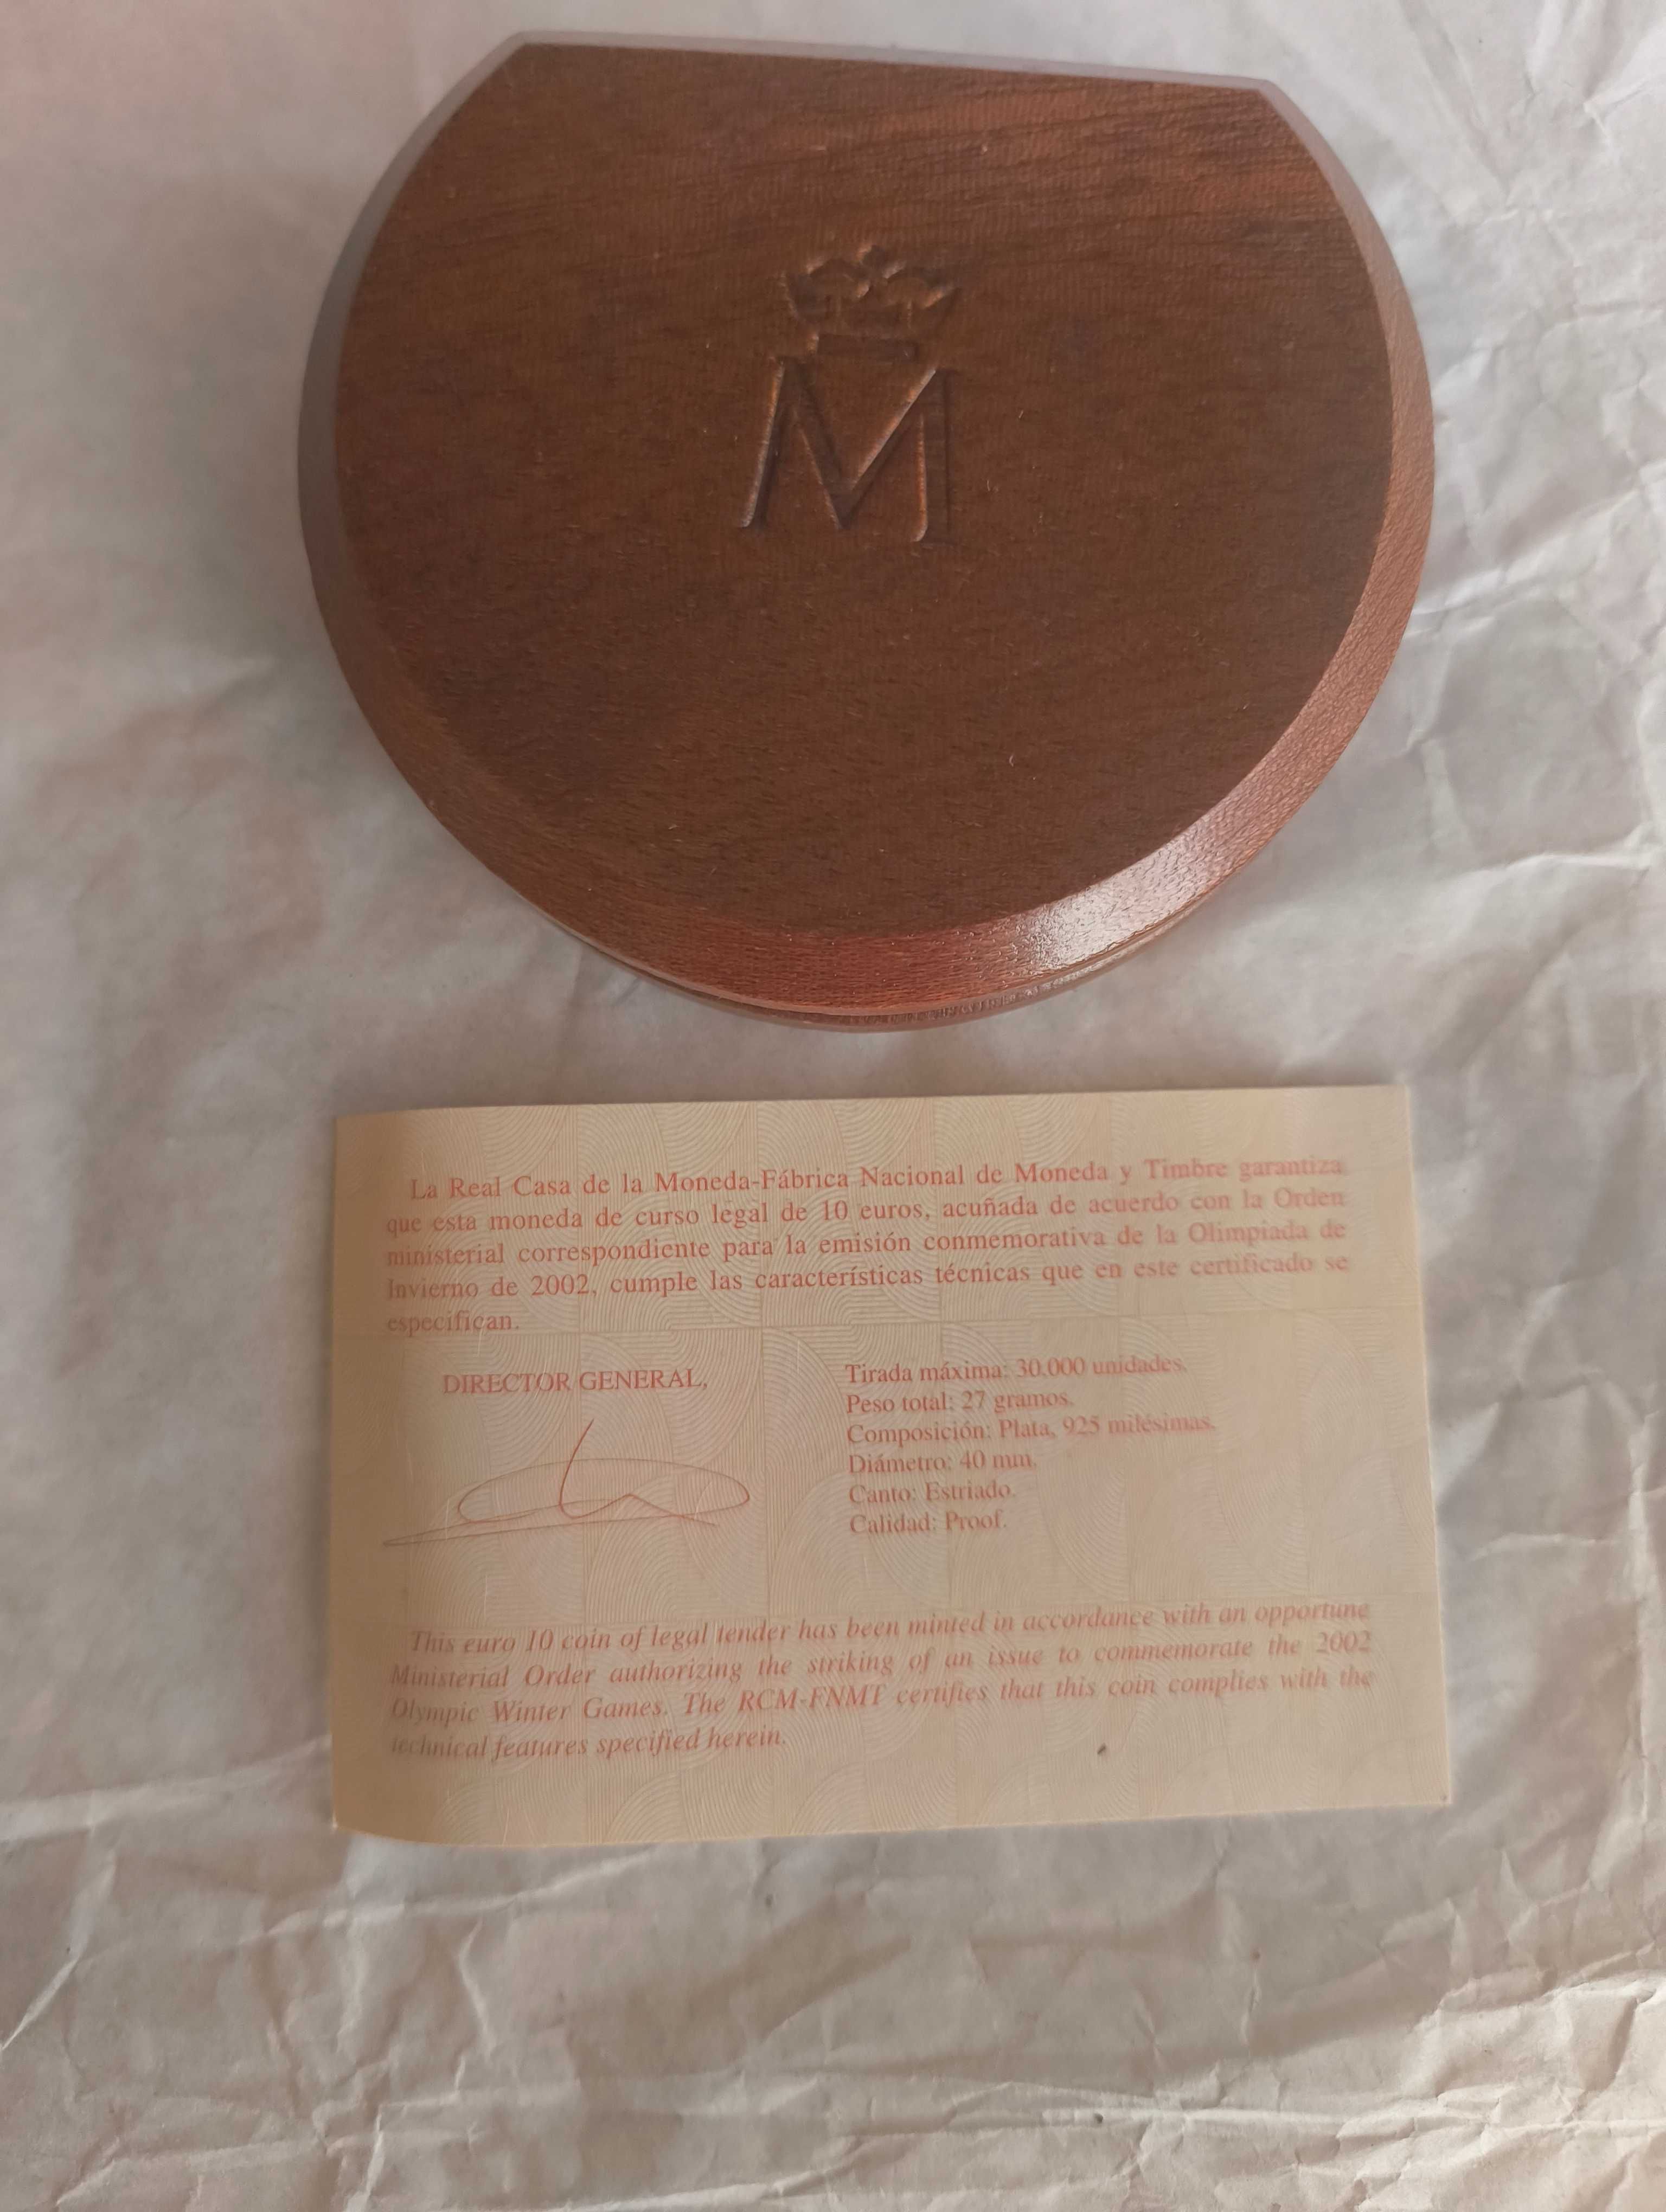 M
La Real Casa de la Moneda-Fábrica Nacional de Moneda y Timbre garantiza
que esta moneda de curso legal de 10 euros, acuñada de acuerdo con la Orden
ministerial correspondiente para la emisión conmemorativa de la Olimpiada de
Invierno de 2002, cumple las características técnicas que en este certificado se
especifican.
DIRECTOR GENERAL,
Tirada máxima: 30.000 unidades.
Peso total: 27 gramos.
Composición: Plata, 925 milésimas.
Diámetro: 40 mm.
Canto: Estriado.
Calidad: Proof.
This euro 10 coin of legal tender has been minted in accordance with an opportune
Ministerial Order authorizing the striking of an issue to commemorate the 2002
Olympic Winter Games. The RCM-FNMT certifies that this coin complies with the
technical features specified herein.